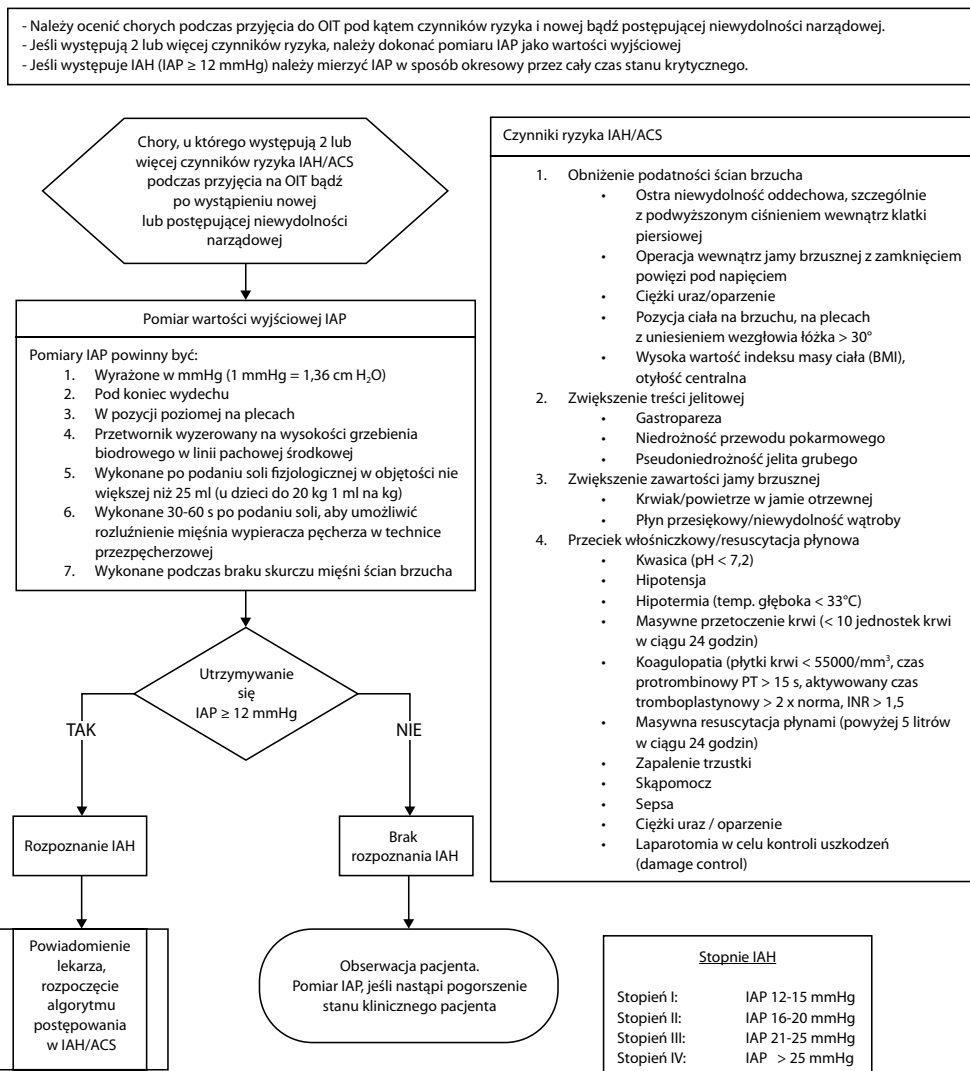 - Należy ocenić chorych podczas przyjęcia do OIT pod kątem czynników ryzyka i nowej bądź postępującej niewydolności narządowej.
- Jeśli występują 2 lub więcej czynników ryzyka, należy dokonać pomiaru IAP jako wartości wyjściowej
- Jeśli występuje IAH (IAP ≥ 12 mmHg) należy mierzyć IAP w sposób okresowy przez cały czas stanu krytycznego.
Chory, u którego występują 2 lub
więcej czynników ryzyka IAH/ACS
podczas przyjęcia na OIT bądź
po wystąpieniu nowej
lub postępującej niewydolności
narządowej
Pomiar wartości wyjściowej IAP
Pomiary IAP powinny być:
1. Wyrażone w mmHg (1 mmHg = 1,36 cm H₂O)
2. Pod koniec wydechu
3. W pozycji poziomej na plecach
4. Przetwornik wyzerowany na wysokości grzebienia
biodrowego w linii pachowej środkowej
5. Wykonane po podaniu soli fizjologicznej w objętości nie
większej niż 25 ml (u dzieci do 20 kg 1 ml na kg)
6. Wykonane 30-60 s po podaniu soli, aby umożliwić
rozluźnienie mięśnia wypieracza pęcherza w technice
przezpęcherzowej
7. Wykonane podczas braku skurczu mięśni ścian brzucha
Utrzymywanie
się
IAP ≥ 12 mmHg
TAK
NIE
Rozpoznanie IAH
Brak
rozpoznania IAH
Powiadomienie
lekarza,
rozpoczęcie
algorytmu
postępowania
w IAH/ACS
Obserwacja pacjenta.
Pomiar IAP, jeśli nastąpi pogorszenie
stanu klinicznego pacjenta
Czynniki ryzyka IAH/ACS
1. Obniżenie podatności ścian brzucha
• Ostra niewydolność oddechowa, szczególnie
z podwyższonym ciśnieniem wewnątrz klatki
piersiowej
• Operacja wewnątrz jamy brzusznej z zamknięciem
powięzi pod napięciem
• Ciężki uraz/oparzenie
• Pozycja ciała na brzuchu, na plecach
z uniesieniem wezgłowia łóżka > 30°
• Wysoka wartość indeksu masy ciała (BMI),
otyłość centralna
2. Zwiększenie treści jelitowej
• Gastropareza
• Niedrożność przewodu pokarmowego
• Pseudoniedrożność jelita grubego
3. Zwiększenie zawartości jamy brzusznej
• Krwiak/powietrze w jamie otrzewnej
• Płyn przesiękowy/niewydolność wątroby
4. Przeciek włośniczkowy/resuscytacja płynowa
• Kwasica (pH < 7,2)
• Hipotensja
• Hipotermia (temp. głęboka < 33°C)
• Masywne przetoczenie krwi (< 10 jednostek krwi
w ciągu 24 godzin)
• Koagulopatia (płytki krwi < 55000/mm³, czas
protrombinowy PT > 15 s, aktywowany czas
tromboplastynowy > 2 x norma, INR > 1,5
• Masywna resuscytacja płynami (powyżej 5 litrów
w ciągu 24 godzin)
• Zapalenie trzustki
• Skąpomocz
• Sepsa
• Ciężki uraz / oparzenie
• Laparotomia w celu kontroli uszkodzeń
(damage control)
Stopnie IAH
Stopień I: IAP 12-15 mmHg
Stopień II: IAP 16-20 mmHg
Stopień III: IAP 21-25 mmHg
Stopień IV: IAP > 25 mmHg